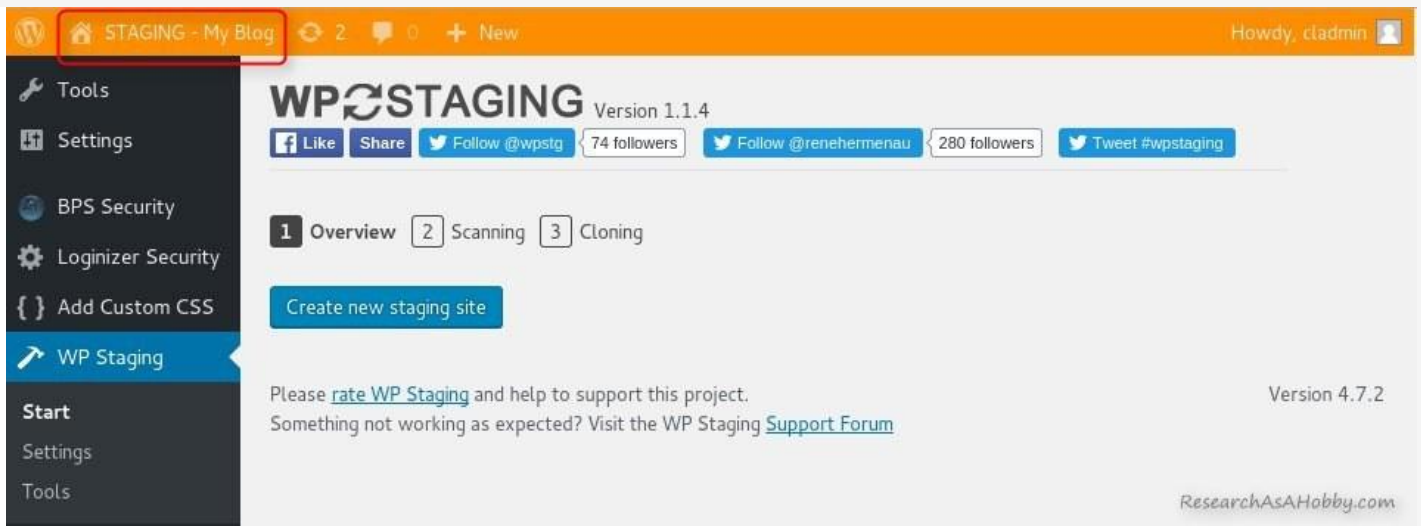 STAGING - My Blog 2 0 + New Howdy, cladmin
Tools
Settings
BPS Security
Loginizer Security
{ } Add Custom CSS
WP Staging
Start
Settings
Tools
WP STAGING Version 1.1.4
Like Share Follow @wpstg 74 followers Follow @renehermenau 280 followers Tweet #wpstaging
1 Overview 2 Scanning 3 Cloning
Create new staging site
Please rate WP Staging and help to support this project.
Something not working as expected? Visit the WP Staging Support Forum
Version 4.7.2
ResearchAsAHobby.com